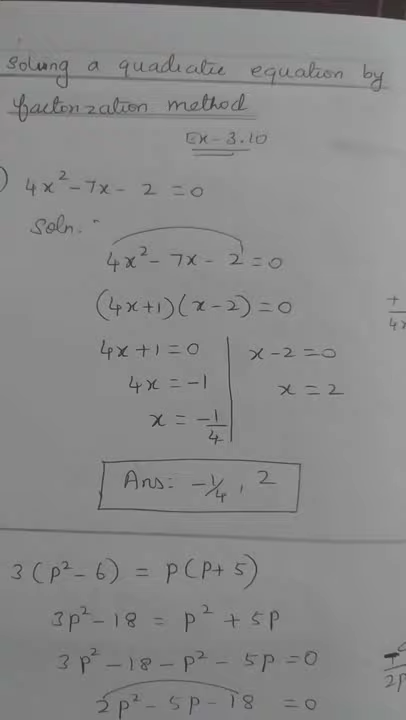 Solving a quadratic equation by
factorization method
Ex-3.10
) 4x² - 7x - 2 = 0
Soln.
4x² - 7x - 2 = 0
(4x+1)(x-2) = 0
4x+1 = 0 | x-2 = 0
4x = -1 | x = 2
x = -1/4
Ans: -1/4, 2
3(p²-6) = p(p+5)
3p²-18 = p² + 5p
3p²-18-p²-5p = 0
2p²-5p-18 = 0